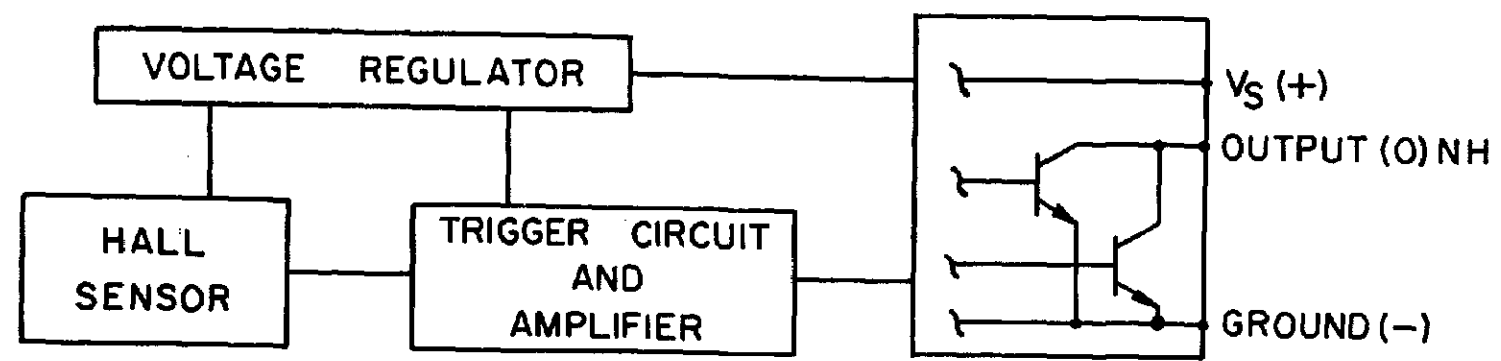 VOLTAGE REGULATOR
HALL
SENSOR
TRIGGER CIRCUIT
AND
AMPLIFIER
VS (+)
OUTPUT (O) NH
GROUND (-)